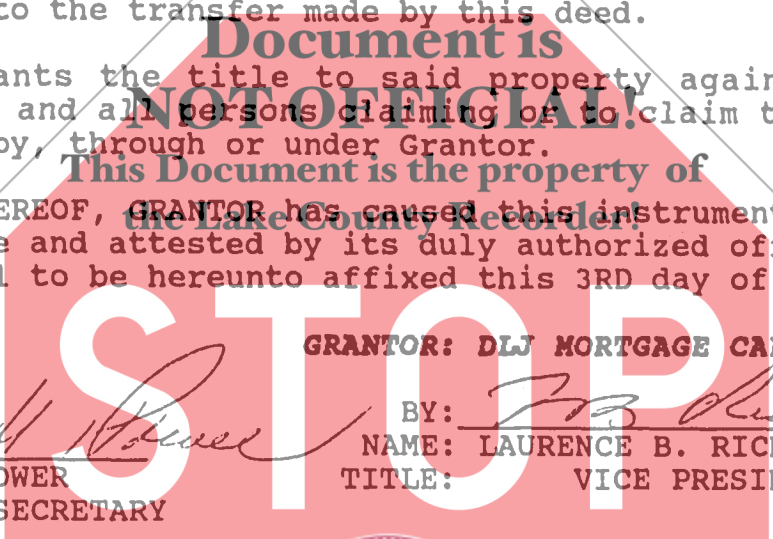 to the transfer made by this deed.
Document is
ants the title to said property again
NOT OFFICIAL!
and all persons claiming or to claim t
by, through or under Grantor.
This Document is the property of
EREOF, GRANTOR has caused this instrument
the Lake County Recorder!
e and attested by its duly authorized of
l to be hereunto affixed this 3RD day of
STOP
GRANTOR: DLJ MORTGAGE CA
BY:
NAME: LAURENCE B. RIC
OWER TITLE: VICE PRESI
SECRETARY